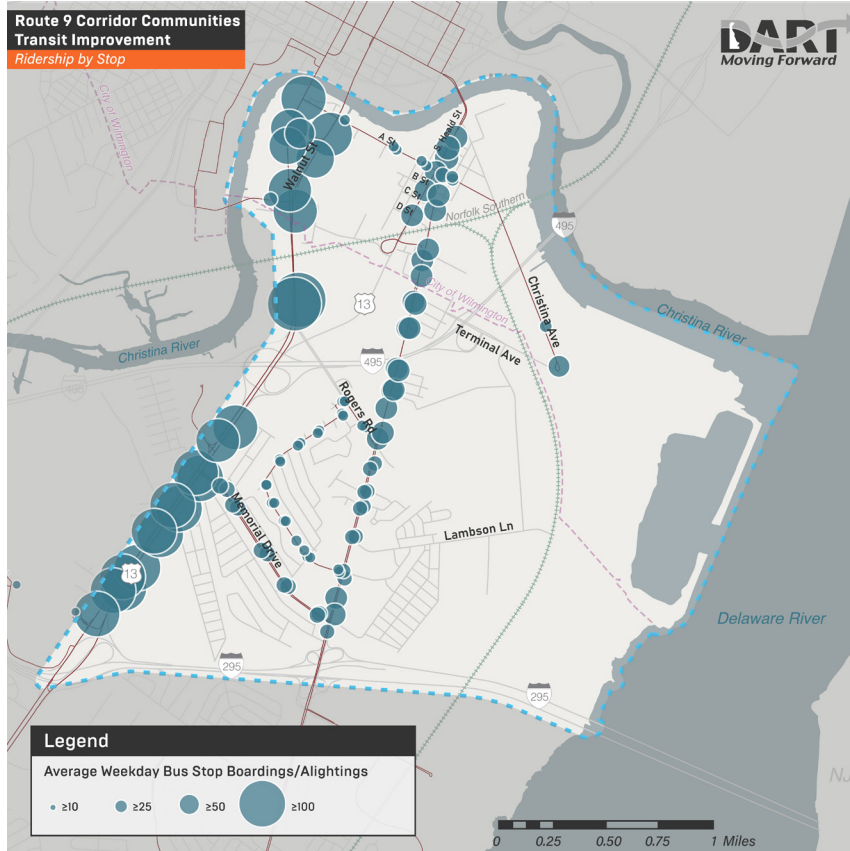 Route 9 Corridor Communities
Transit Improvement
Ridership by Stop
DART
Moving Forward
City of Wilmington
A St
S. Heald St
Walnut St
B St
C St
D St
Norfolk Southern
495
City of Wilmington
13
Christina Ave
Christina River
Terminal Ave
Christina River
495
495
Rogers Rd
Memorial Drive
Lambson Ln
13
Delaware River
295
295
Legend
Average Weekday Bus Stop Boardings/Alightings
≥10 ≥25 ≥50 ≥100
NJ
0 0.25 0.50 0.75 1 Miles